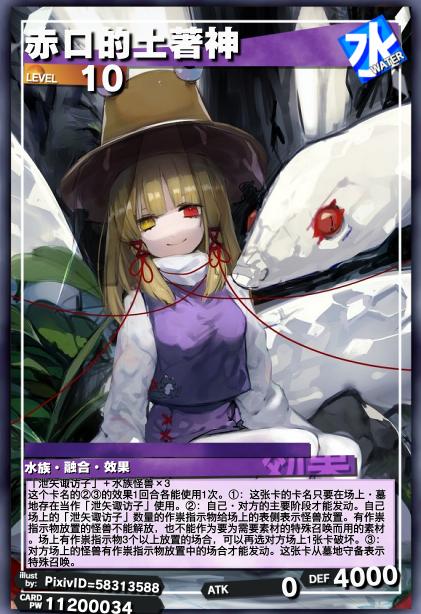 赤口的土著神
水
WATER
LEVEL 10
水族・融合・效果
「泄矢诹访子」＋水族怪兽×3
这个卡名的②③的效果1回合各能使用1次。①：这张卡的卡名只要在场上・墓
地存在当作「泄矢诹访子」使用。②：自己・对方的主要阶段才能发动。自己
场上的「泄矢诹访子」数量的作祟指示物给场上的表侧表示怪兽放置。有作祟
指示物放置的怪兽不能解放，也不能作为要为需要素材的特殊召唤而用的素材
。场上有作祟指示物3个以上放置的场合，可以再选对方场上1张卡破坏。③：
对方场上的怪兽有作祟指示物放置中的场合才能发动。这张卡从墓地守备表示
特殊召唤。
illust by: PixivID=58313588
ATK 0 DEF 4000
CARD PW 11200034